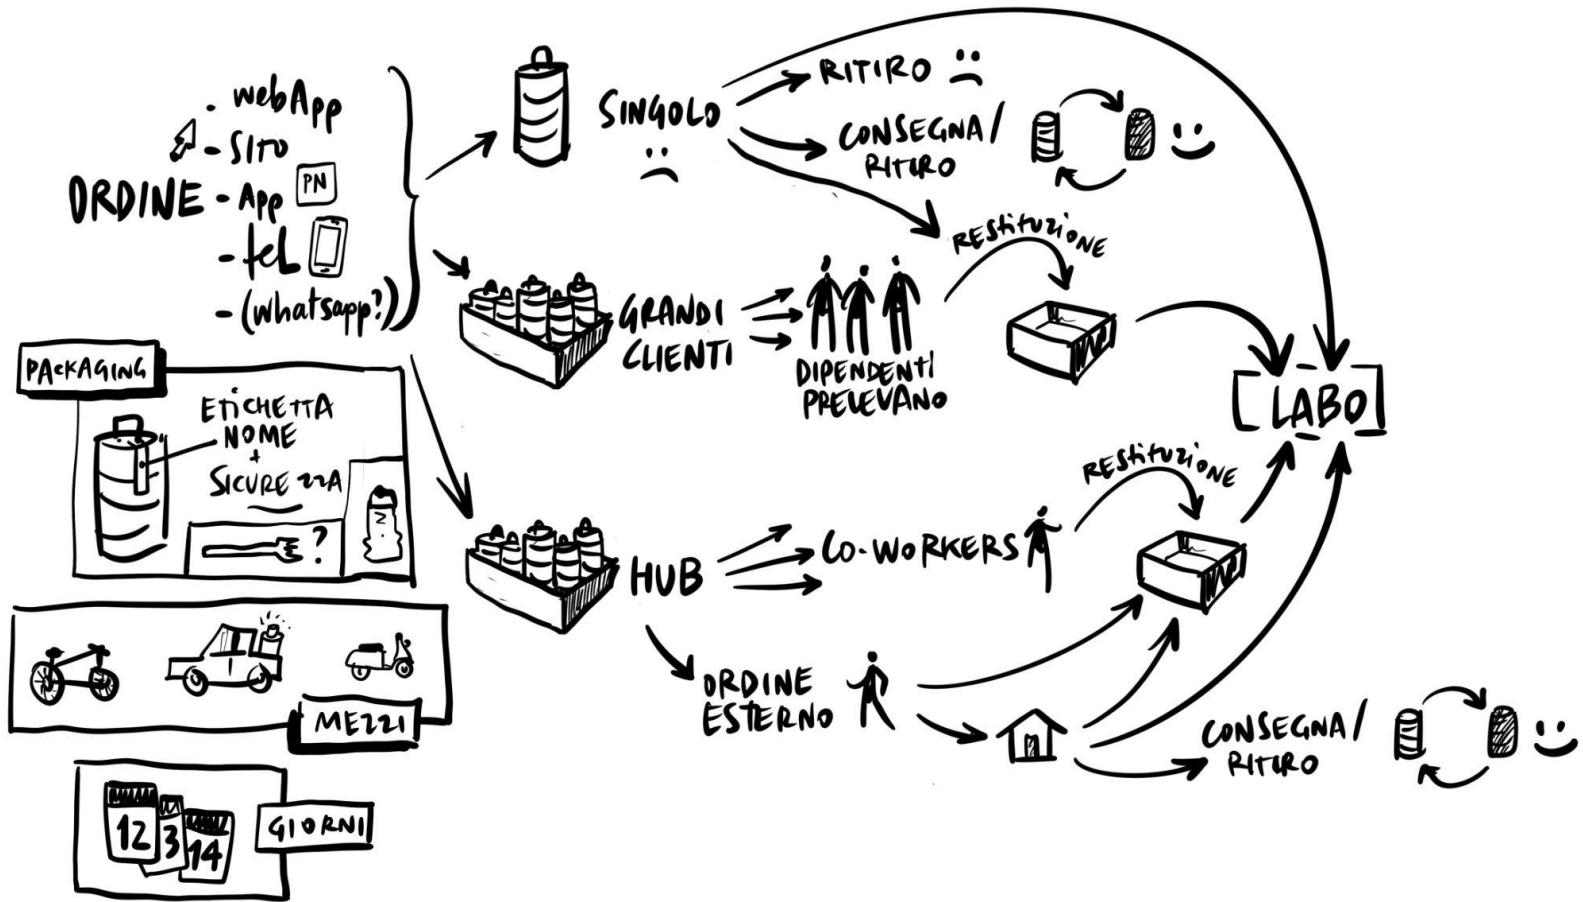 - webApp
- SITO
ORDINE - App PN
- tel
- (whatsapp?)
SINGOLO
RITIRO
CONSEGNA/
RITIRO
RESTITUZIONE
GRANDI
CLIENTI
DIPENDENTI
PRELEVANO
[LABO]
PACKAGING
ETICHETTA
NOME
+
SICUREZZA
?
HUB
CO-WORKERS
RESTITUZIONE
ORDINE
ESTERNO
CONSEGNA/
RITIRO
MEZZI
12 3 14
GIORNI